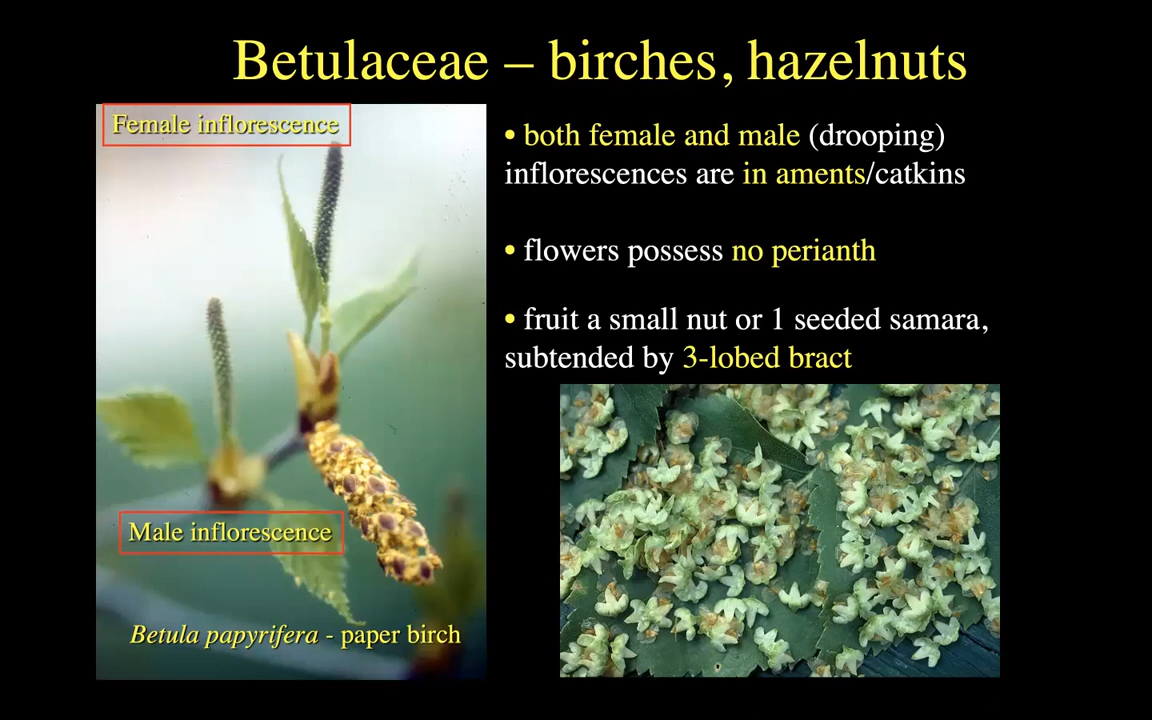 Betulaceae – birches, hazelnuts
Female inflorescence
Male inflorescence
Betula papyrifera - paper birch
• both female and male (drooping)
inflorescences are in aments/catkins
• flowers possess no perianth
• fruit a small nut or 1 seeded samara,
subtended by 3-lobed bract